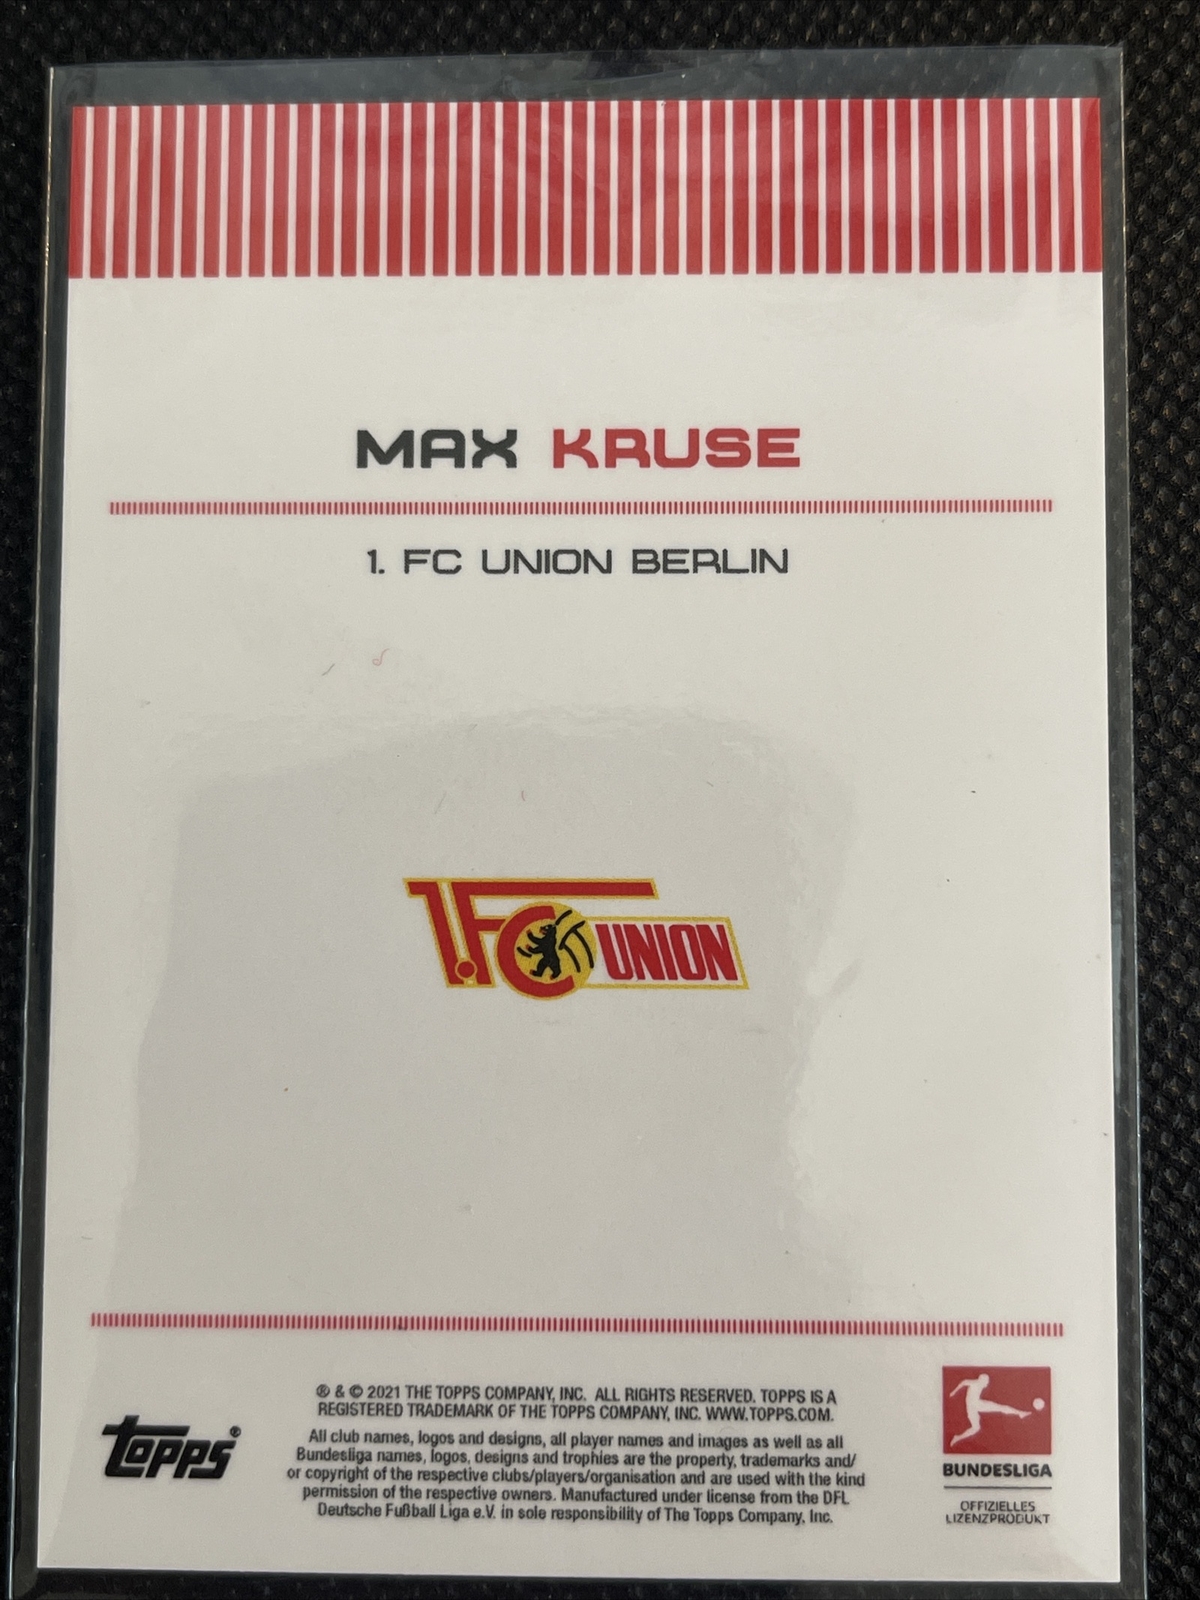 MAX KRUSE
1. FC UNION BERLIN
1.FC UNION
® & © 2021 THE TOPPS COMPANY, INC. ALL RIGHTS RESERVED. TOPPS IS A
REGISTERED TRADEMARK OF THE TOPPS COMPANY, INC. WWW.TOPPS.COM.
All club names, logos and designs, all player names and images as well as all
Bundesliga names, logos, designs and trophies are the property, trademarks and/
or copyright of the respective clubs/players/organisation and are used with the kind
permission of the respective owners. Manufactured under license from the DFL
Deutsche Fußball Liga e.V. in sole responsibility of The Topps Company, Inc.
topps®
BUNDESLIGA
OFFIZIELLES
LIZENZPRODUKT